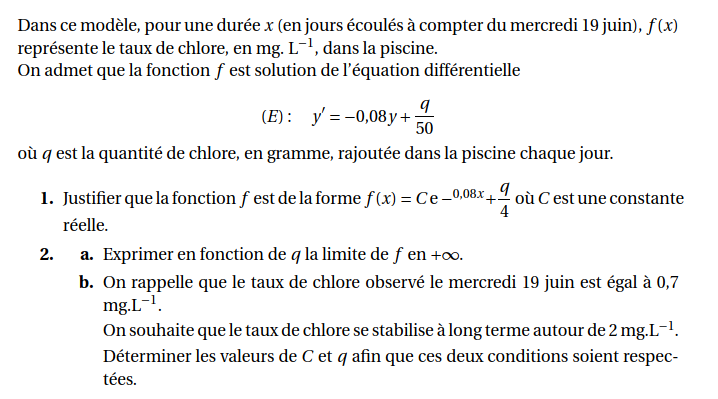 Dans ce modèle, pour une durée x (en jours écoulés à compter du mercredi 19 juin), f(x)
représente le taux de chlore, en mg. L⁻¹, dans la piscine.
On admet que la fonction f est solution de l'équation différentielle
(E) : y′ = −0,08y + q/50
où q est la quantité de chlore, en gramme, rajoutée dans la piscine chaque jour.
1. Justifier que la fonction f est de la forme f(x) = C e −⁰,⁰⁸ˣ + q/4 où C est une constante
réelle.
2. a. Exprimer en fonction de q la limite de f en +∞.
b. On rappelle que le taux de chlore observé le mercredi 19 juin est égal à 0,7
mg.L⁻¹.
On souhaite que le taux de chlore se stabilise à long terme autour de 2 mg.L⁻¹.
Déterminer les valeurs de C et q afin que ces deux conditions soient respec-
tées.